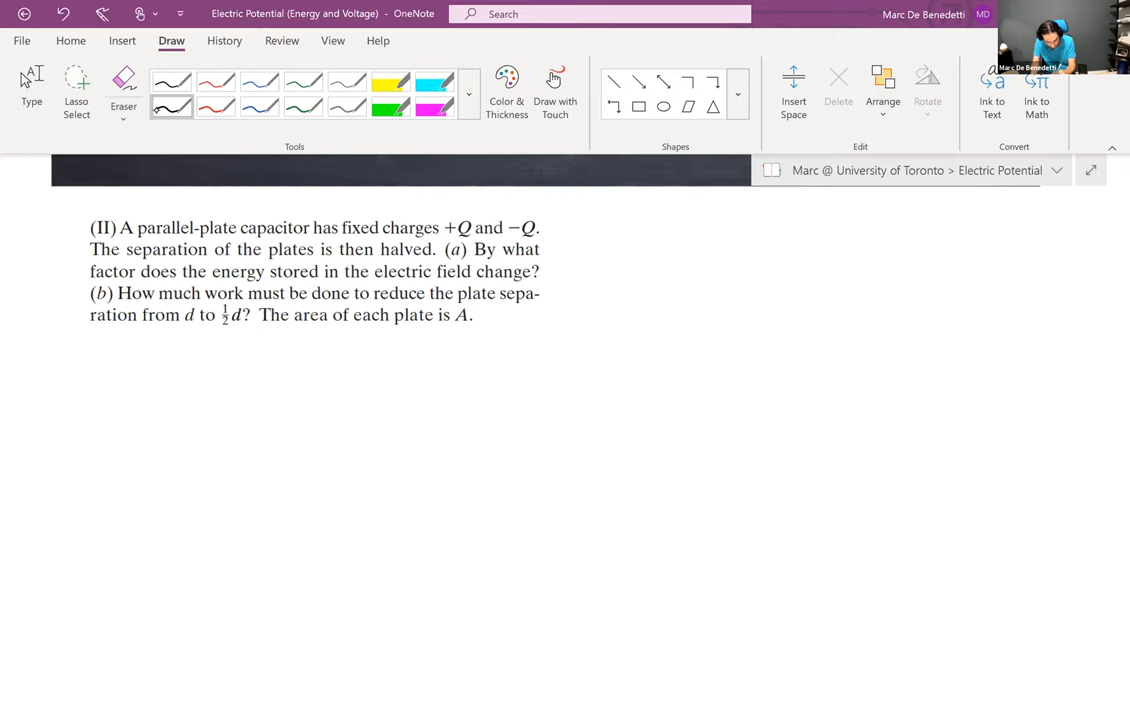 Electric Potential (Energy and Voltage) - OneNote
Search
Marc De Benedetti
MD
File
Home
Insert
Draw
History
Review
View
Help
Marc De Benedetti
Type
Lasso
Select
Eraser
Color &
Thickness
Draw with
Touch
Insert
Space
Delete
Arrange
Rotate
Ink to
Text
Ink to
Math
Tools
Shapes
Edit
Convert
Marc @ University of Toronto > Electric Potential
(II) A parallel-plate capacitor has fixed charges +Q and −Q.
The separation of the plates is then halved. (a) By what
factor does the energy stored in the electric field change?
(b) How much work must be done to reduce the plate sepa-
ration from d to ½d? The area of each plate is A.